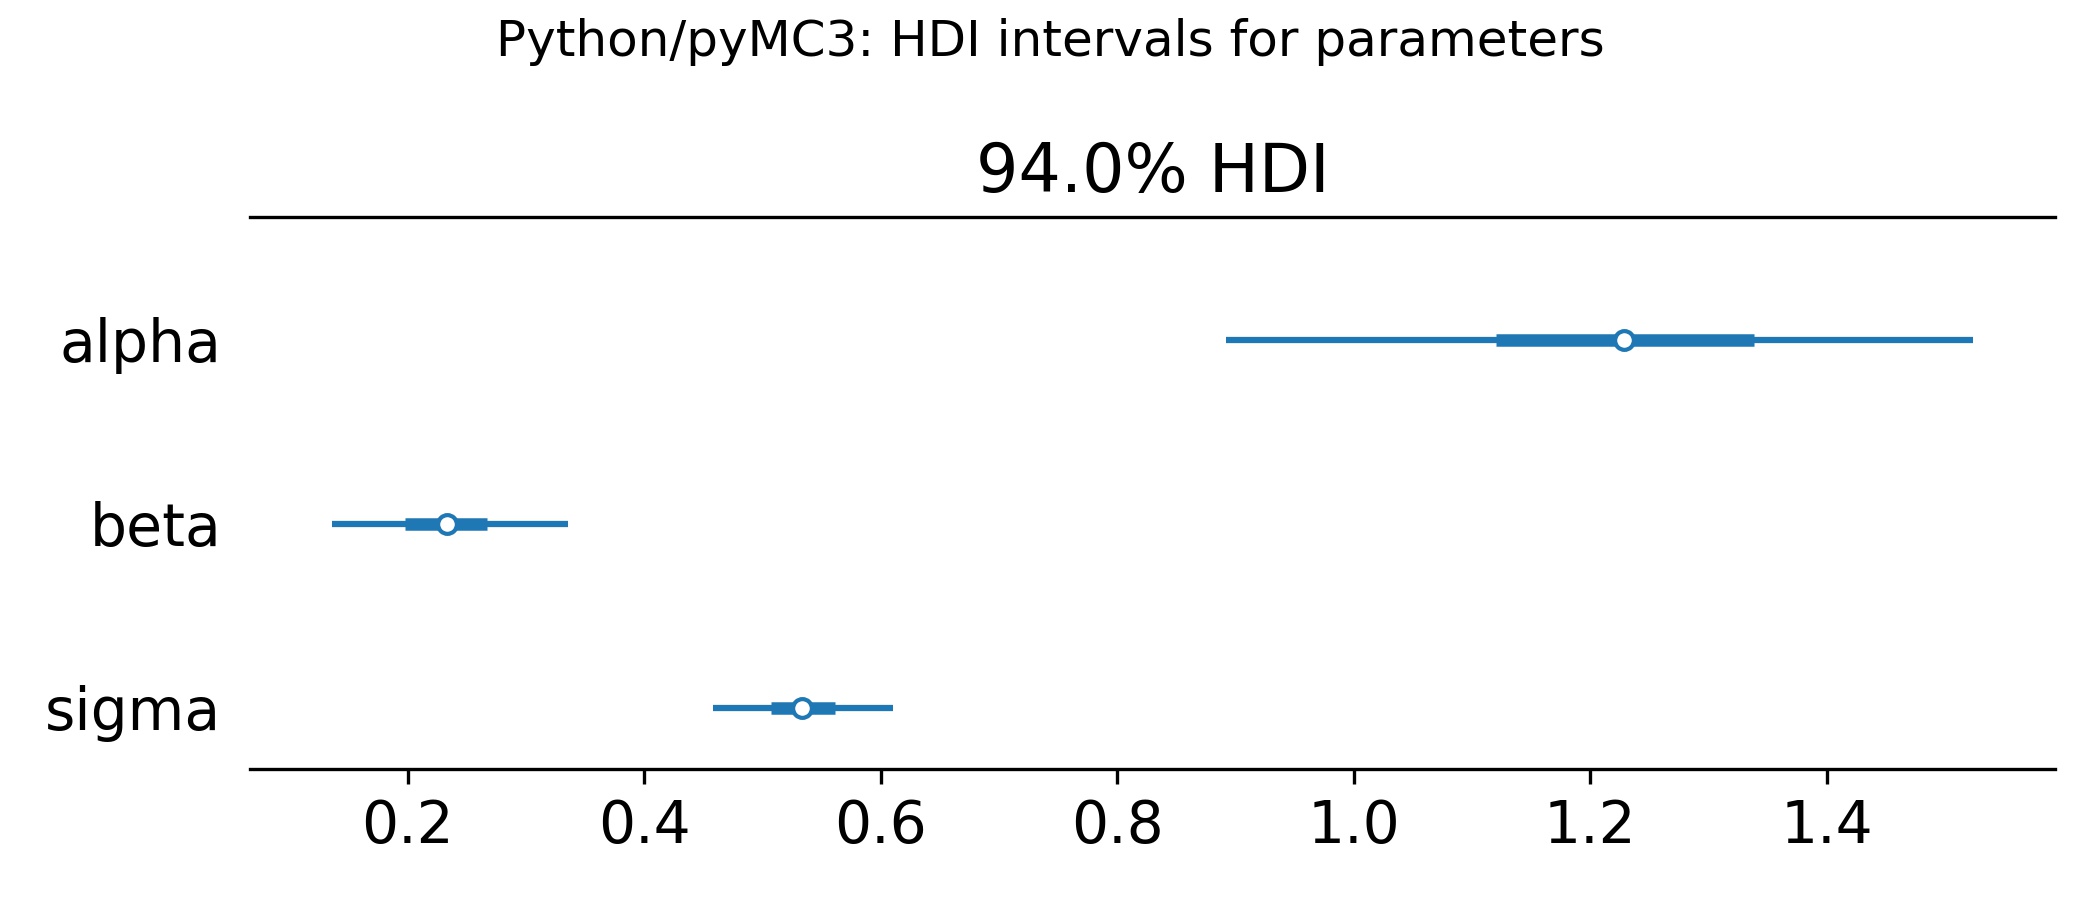 Python/pyMC3: HDI intervals for parameters
94.0% HDI
alpha
beta
sigma
0.2 0.4 0.6 0.8 1.0 1.2 1.4